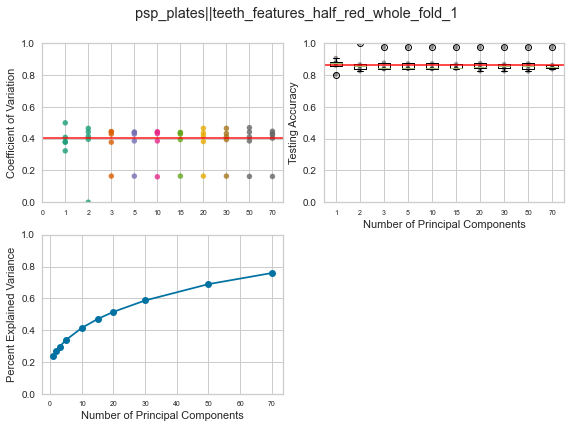 psp_plates||teeth_features_half_red_whole_fold_1
1.0
0.8
0.6
0.4
0.2
0.0
Coefficient of Variation
0 1 2 3 5 10 15 20 30 50 70
1.0
0.8
0.6
0.4
0.2
0.0
Testing Accuracy
1 2 3 5 10 15 20 30 50 70
Number of Principal Components
1.0
0.8
0.6
0.4
0.2
0.0
Percent Explained Variance
0 10 20 30 40 50 60 70
Number of Principal Components